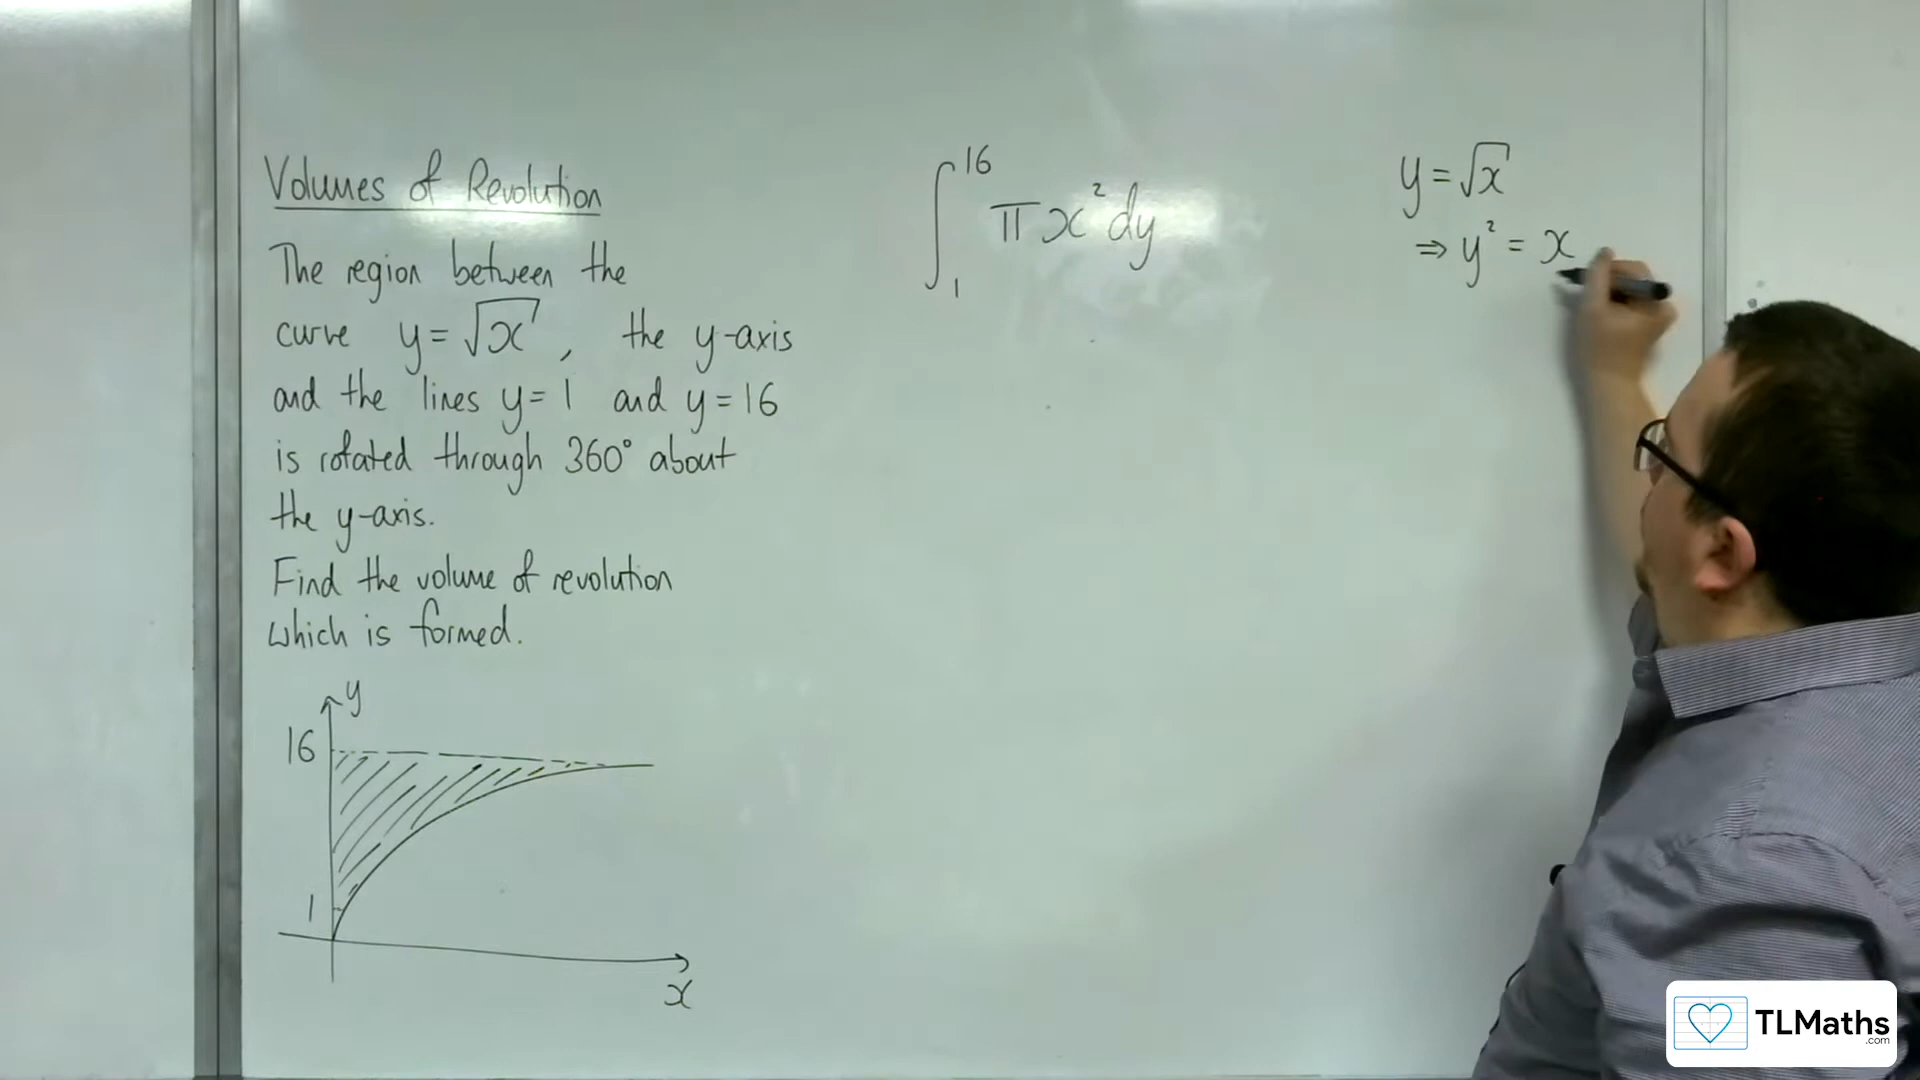 Volumes of Revolution
The region between the
curve y = √x , the y-axis
and the lines y = 1 and y = 16
is rotated through 360° about
the y-axis.
Find the volume of revolution
which is formed.
y
16
1
x
∫₁¹⁶ πx² dy
y = √x
⇒ y² = x
TLMaths
.com